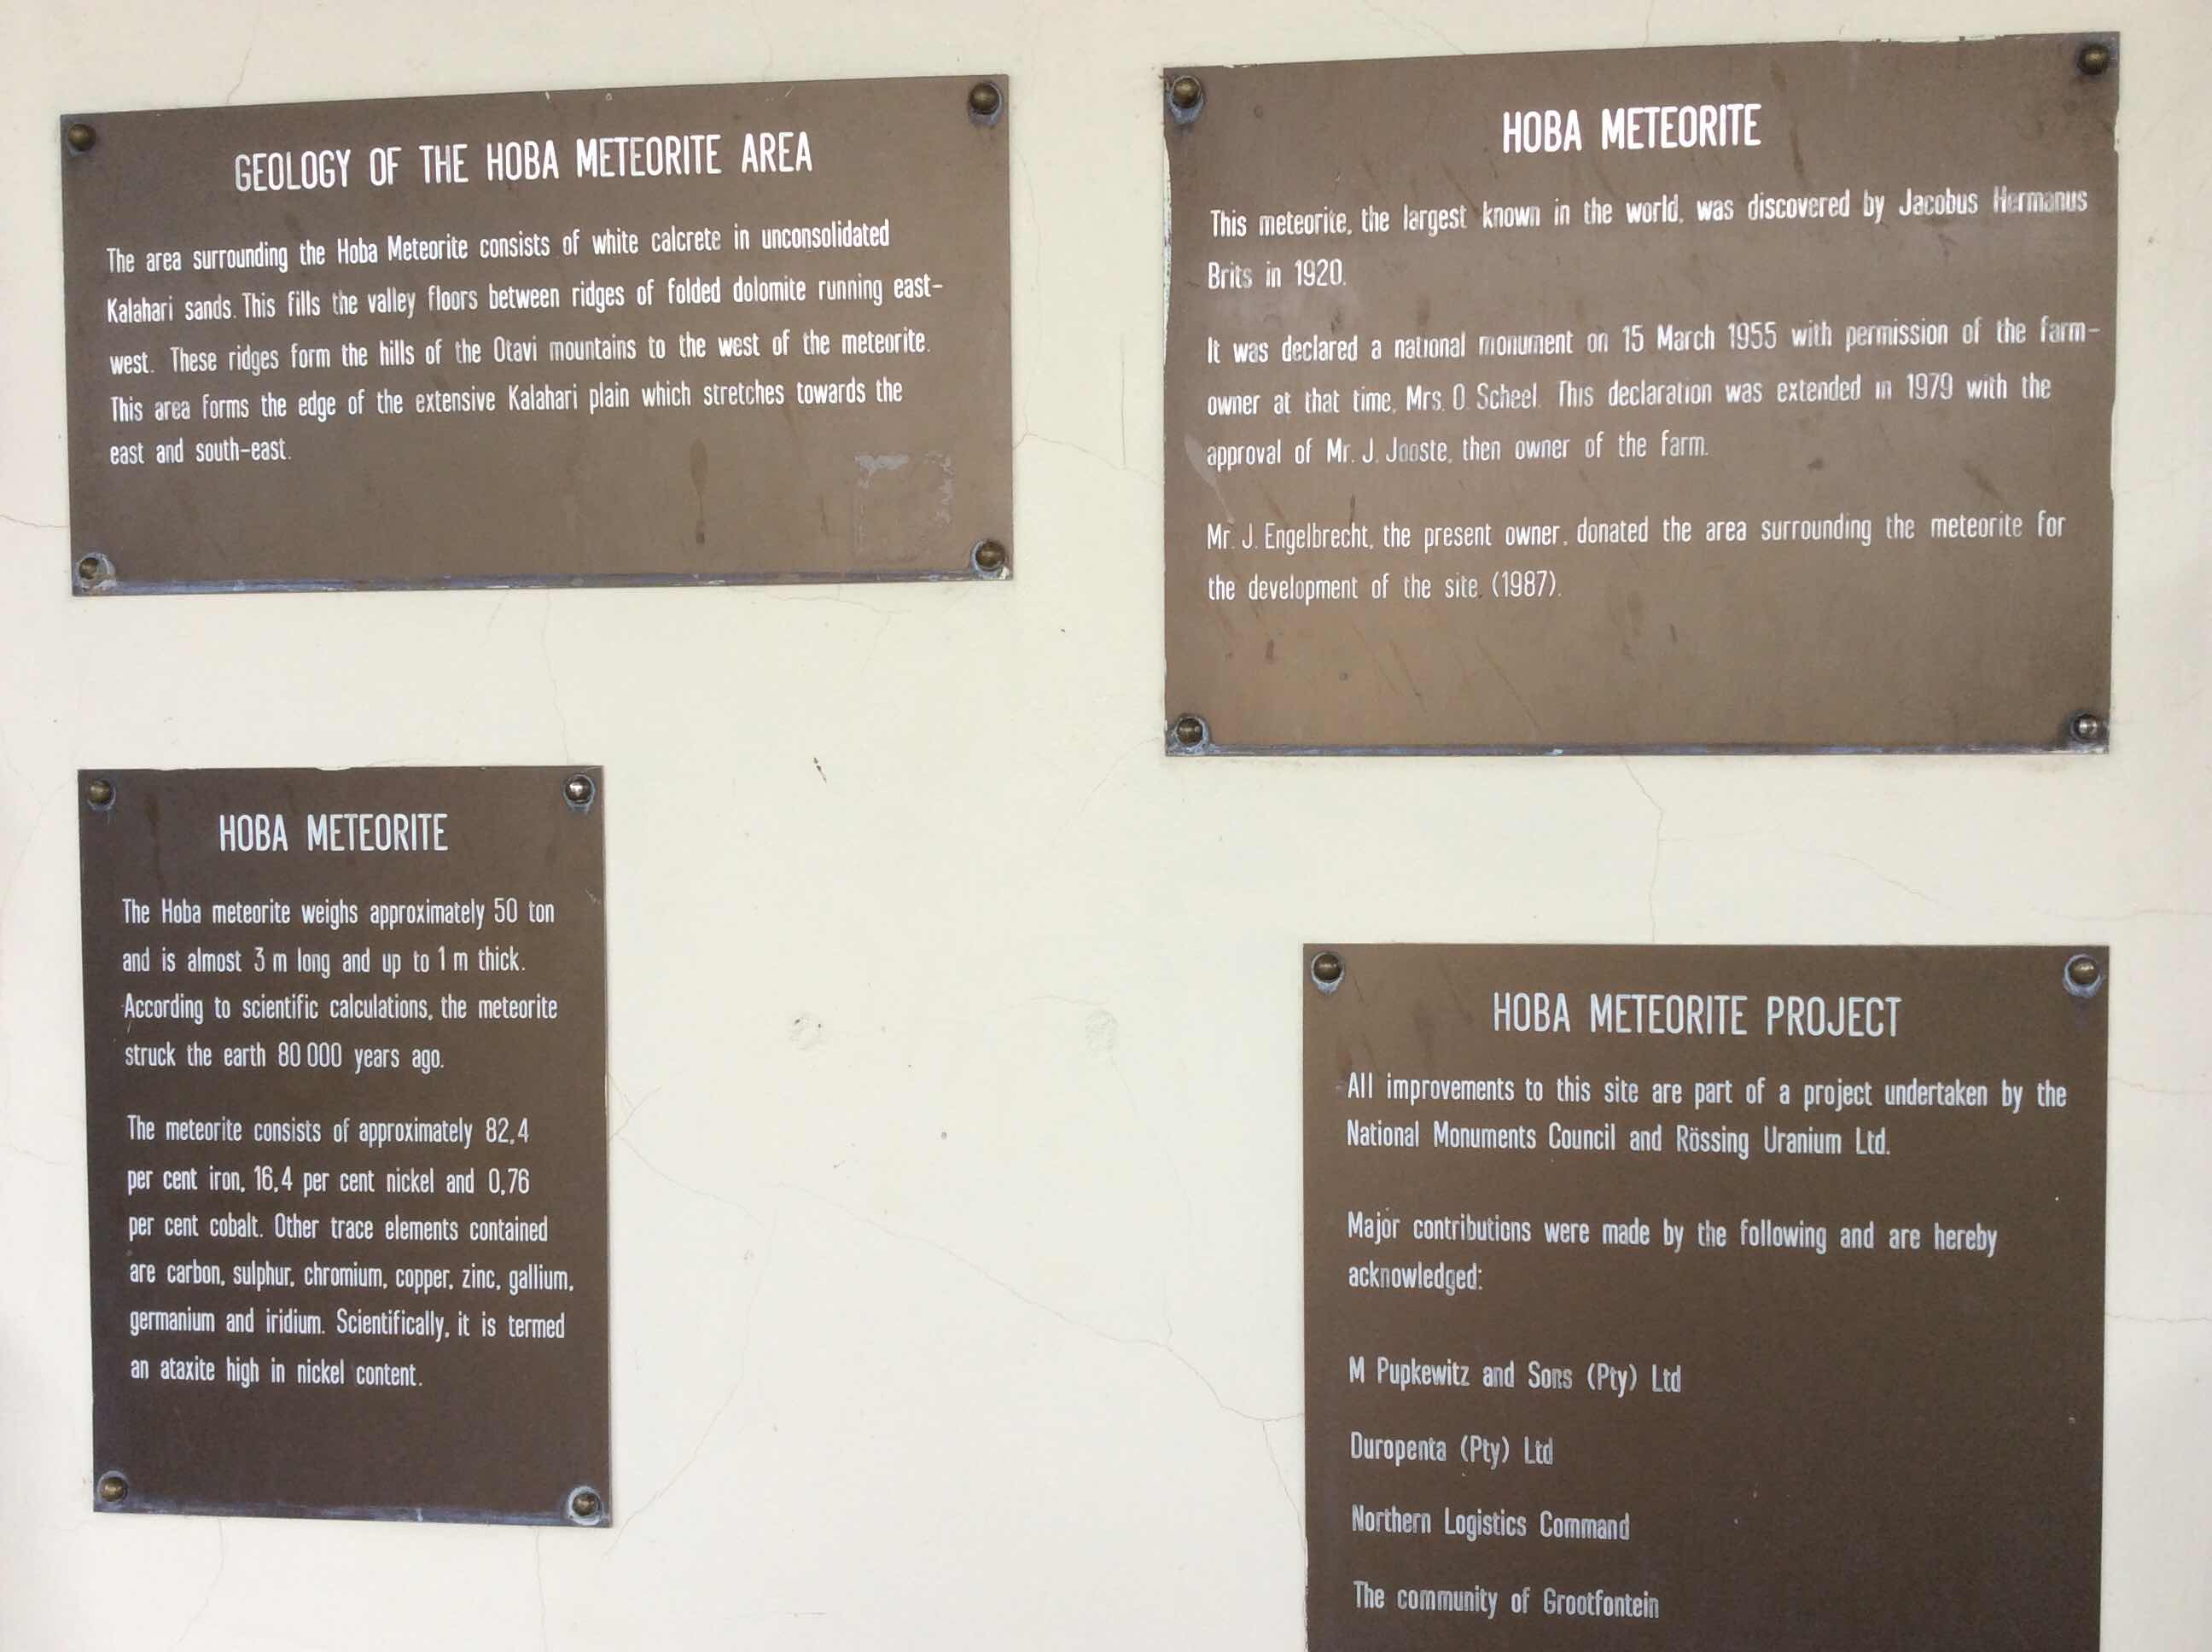 GEOLOGY OF THE HOBA METEORITE AREA
The area surrounding the Hoba Meteorite consists of white calcrete in unconsolidated
Kalahari sands. This fills the valley floors between ridges of folded dolomite running east-
west. These ridges form the hills of the Otavi mountains to the west of the meteorite.
This area forms the edge of the extensive Kalahari plain which stretches towards the
east and south-east.
HOBA METEORITE
This meteorite, the largest known in the world, was discovered by Jacobus Hermanus
Brits in 1920.
It was declared a national monument on 15 March 1955 with permission of the farm-
owner at that time, Mrs. O. Scheel. This declaration was extended in 1979 with the
approval of Mr. J. Jooste, then owner of the farm.
Mr. J. Engelbrecht, the present owner, donated the area surrounding the meteorite for
the development of the site. (1987).
HOBA METEORITE
The Hoba meteorite weighs approximately 50 ton
and is almost 3 m long and up to 1 m thick.
According to scientific calculations, the meteorite
struck the earth 80 000 years ago.
The meteorite consists of approximately 82,4
per cent iron, 16,4 per cent nickel and 0,76
per cent cobalt. Other trace elements contained
are carbon, sulphur, chromium, copper, zinc, gallium,
germanium and iridium. Scientifically, it is termed
an ataxite high in nickel content.
HOBA METEORITE PROJECT
All improvements to this site are part of a project undertaken by the
National Monuments Council and Rössing Uranium Ltd.
Major contributions were made by the following and are hereby
acknowledged:
M Pupkewitz and Sons (Pty) Ltd
Duropenta (Pty) Ltd
Northern Logistics Command
The community of Grootfontein